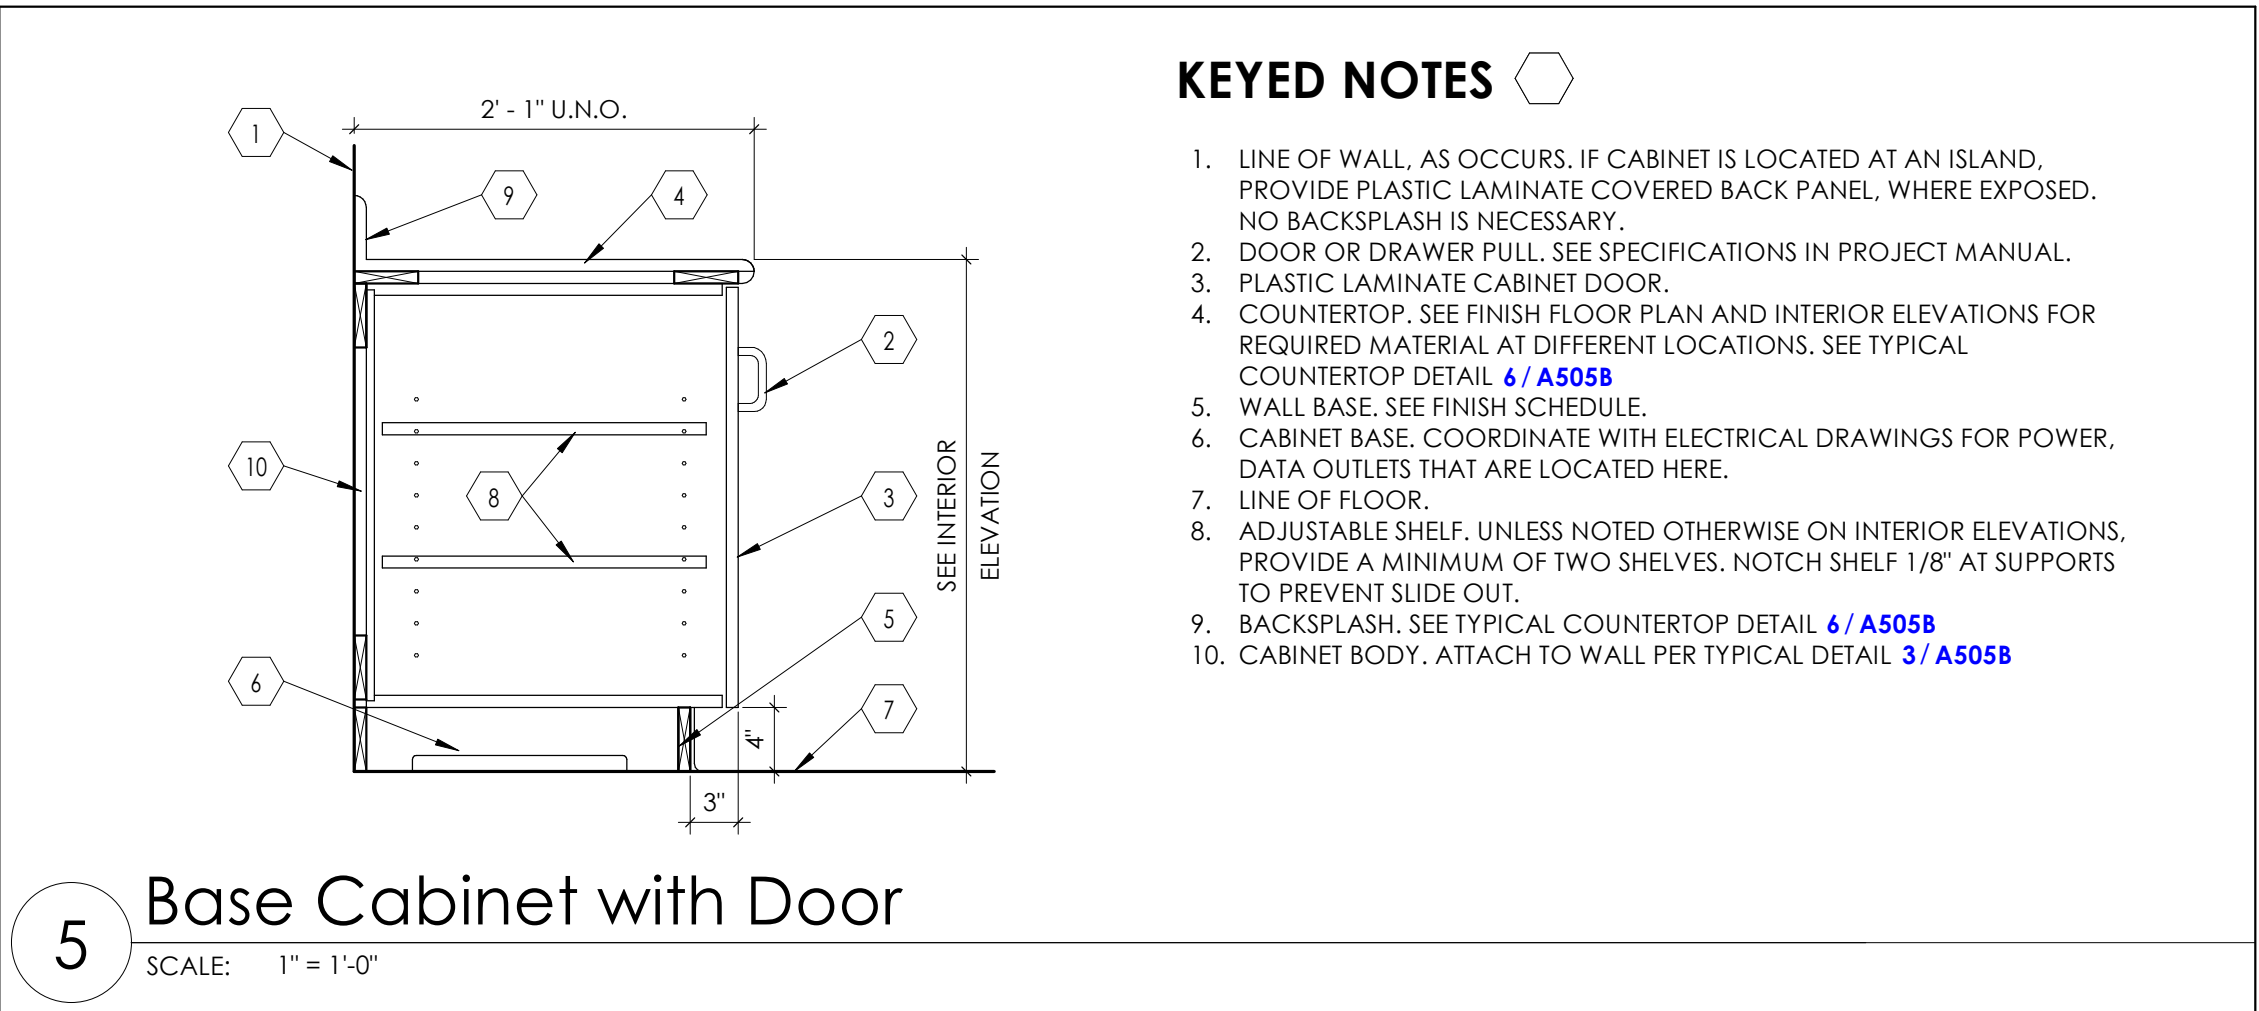 KEYED NOTES
2' - 1" U.N.O.
1
9
4
2
10
8
3
5
6
7
SEE INTERIOR
ELEVATION
4"
3"
1. LINE OF WALL, AS OCCURS. IF CABINET IS LOCATED AT AN ISLAND,
PROVIDE PLASTIC LAMINATE COVERED BACK PANEL, WHERE EXPOSED.
NO BACKSPLASH IS NECESSARY.
2. DOOR OR DRAWER PULL. SEE SPECIFICATIONS IN PROJECT MANUAL.
3. PLASTIC LAMINATE CABINET DOOR.
4. COUNTERTOP. SEE FINISH FLOOR PLAN AND INTERIOR ELEVATIONS FOR
REQUIRED MATERIAL AT DIFFERENT LOCATIONS. SEE TYPICAL
COUNTERTOP DETAIL 6 / A505B
5. WALL BASE. SEE FINISH SCHEDULE.
6. CABINET BASE. COORDINATE WITH ELECTRICAL DRAWINGS FOR POWER,
DATA OUTLETS THAT ARE LOCATED HERE.
7. LINE OF FLOOR.
8. ADJUSTABLE SHELF. UNLESS NOTED OTHERWISE ON INTERIOR ELEVATIONS,
PROVIDE A MINIMUM OF TWO SHELVES. NOTCH SHELF 1/8" AT SUPPORTS
TO PREVENT SLIDE OUT.
9. BACKSPLASH. SEE TYPICAL COUNTERTOP DETAIL 6 / A505B
10. CABINET BODY. ATTACH TO WALL PER TYPICAL DETAIL 3 / A505B
5
Base Cabinet with Door
SCALE: 1" = 1'-0"